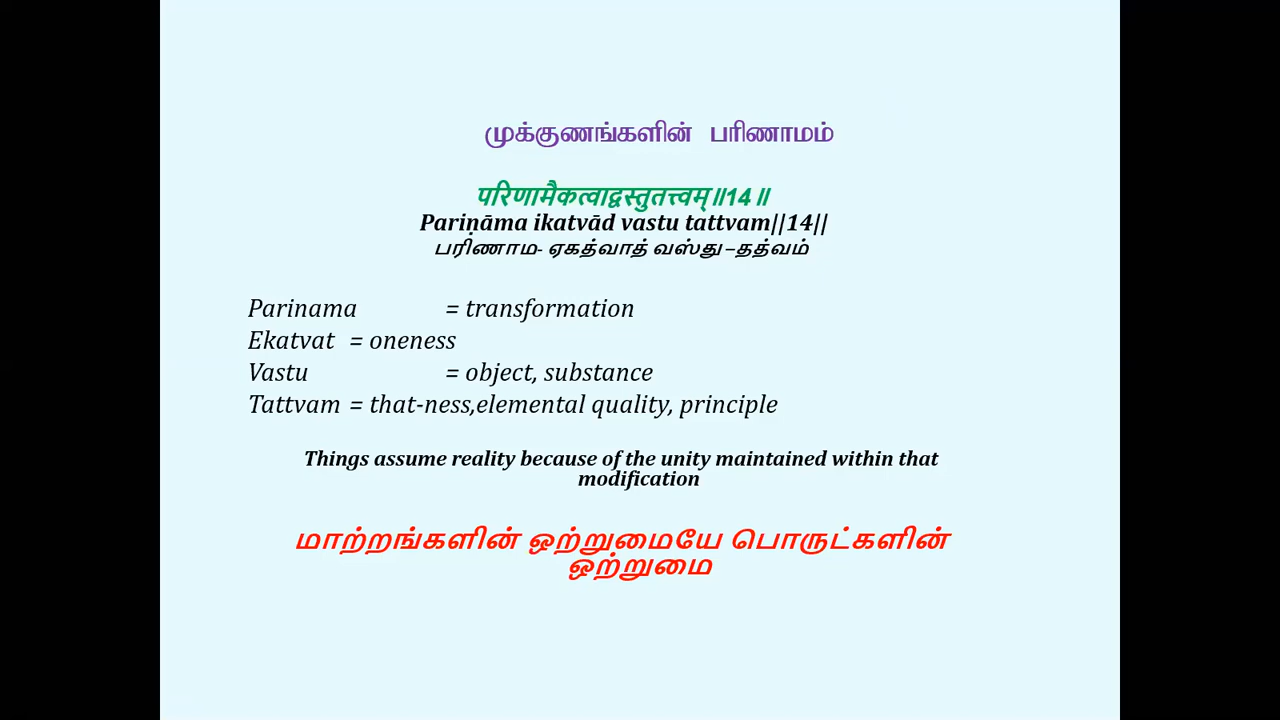 முக்குணங்களின் பரிணாமம்
परिणामैकत्वाद्वस्तुतत्त्वम्॥14॥
Pariṇāma ikatvād vastu tattvam||14||
பரிணாம- ஏகத்வாத் வஸ்து –தத்வம்
Parinama = transformation
Ekatvat = oneness
Vastu = object, substance
Tattvam = that-ness,elemental quality, principle
Things assume reality because of the unity maintained within that
modification
மாற்றங்களின் ஒற்றுமையே பொருட்களின்
ஒற்றுமை